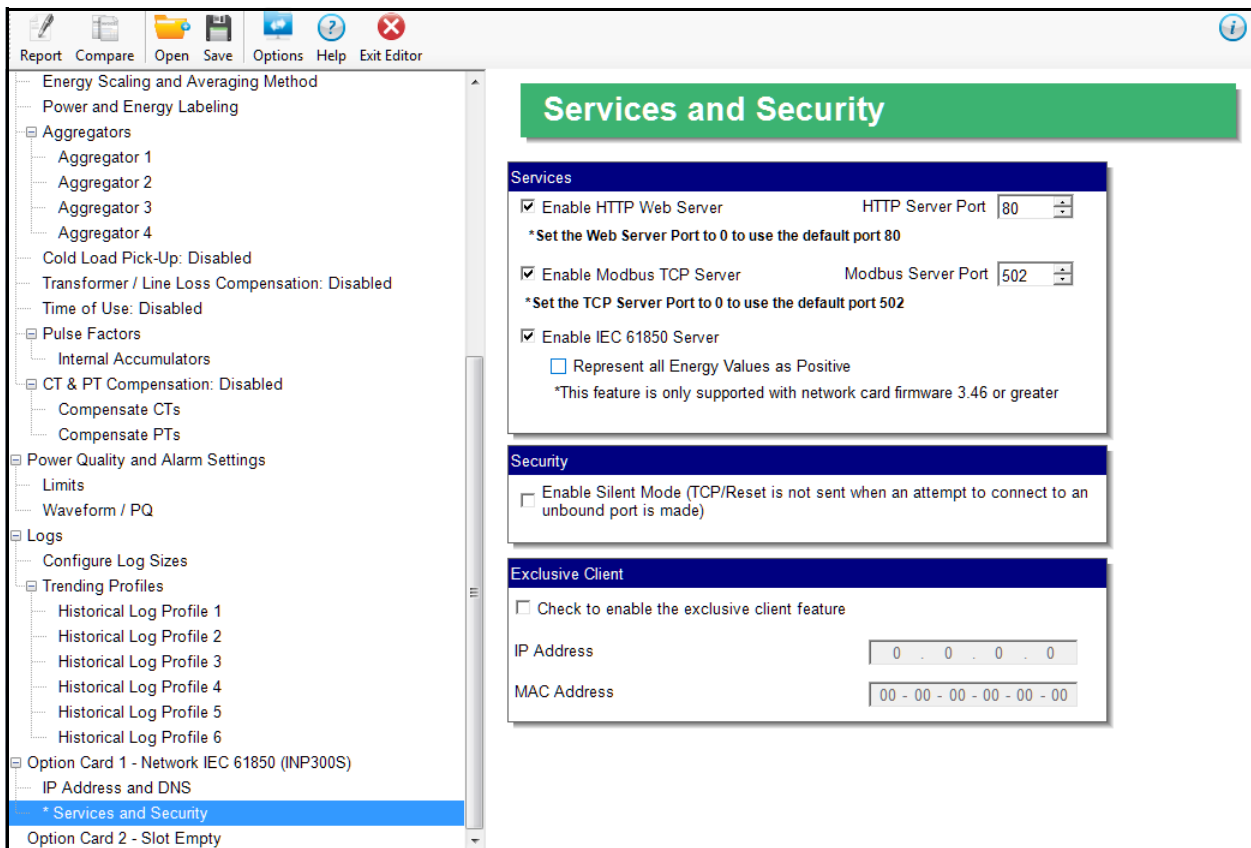 Report Compare Open Save Options Help Exit Editor
Energy Scaling and Averaging Method
Power and Energy Labeling
Aggregators
Aggregator 1
Aggregator 2
Aggregator 3
Aggregator 4
Cold Load Pick-Up: Disabled
Transformer / Line Loss Compensation: Disabled
Time of Use: Disabled
Pulse Factors
Internal Accumulators
CT & PT Compensation: Disabled
Compensate CTs
Compensate PTs
Power Quality and Alarm Settings
Limits
Waveform / PQ
Logs
Configure Log Sizes
Trending Profiles
Historical Log Profile 1
Historical Log Profile 2
Historical Log Profile 3
Historical Log Profile 4
Historical Log Profile 5
Historical Log Profile 6
Option Card 1 - Network IEC 61850 (INP300S)
IP Address and DNS
* Services and Security
Option Card 2 - Slot Empty
Services and Security
Services
Enable HTTP Web Server HTTP Server Port 80
*Set the Web Server Port to 0 to use the default port 80
Enable Modbus TCP Server Modbus Server Port 502
*Set the TCP Server Port to 0 to use the default port 502
Enable IEC 61850 Server
Represent all Energy Values as Positive
*This feature is only supported with network card firmware 3.46 or greater
Security
Enable Silent Mode (TCP/Reset is not sent when an attempt to connect to an
unbound port is made)
Exclusive Client
Check to enable the exclusive client feature
IP Address 0 . 0 . 0 . 0
MAC Address 00 - 00 - 00 - 00 - 00 - 00